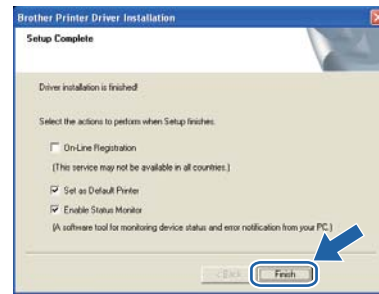 Brother Printer Driver Installation
Setup Complete
Driver installation is finished!
Select the actions to perform when Setup finishes.
On-Line Registration
(This service may not be available in all countries.)
Set as Default Printer
Enable Status Monitor
(A software tool for monitoring device status and error notification from your PC.)
< Back
Finish